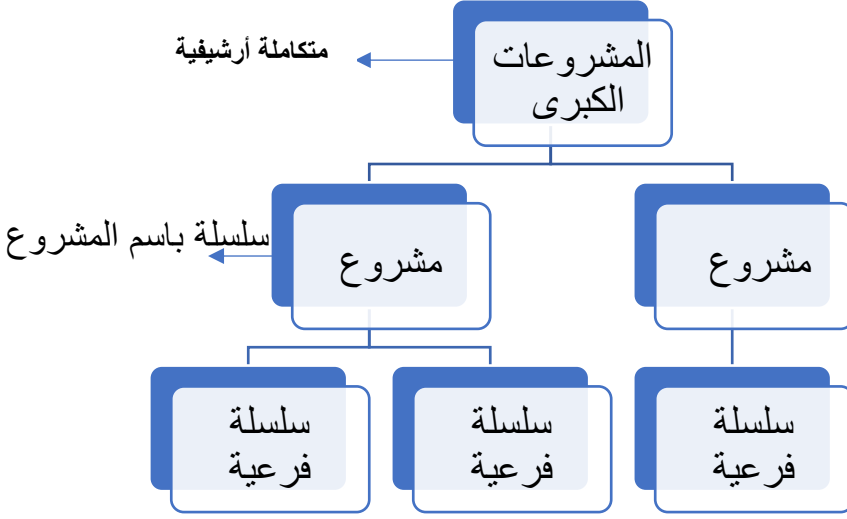 المشروعات
الكبرى
متكاملة أرشيفية
مشروع
مشروع
سلسلة باسم المشروع
سلسلة
فرعية
سلسلة
فرعية
سلسلة
فرعية